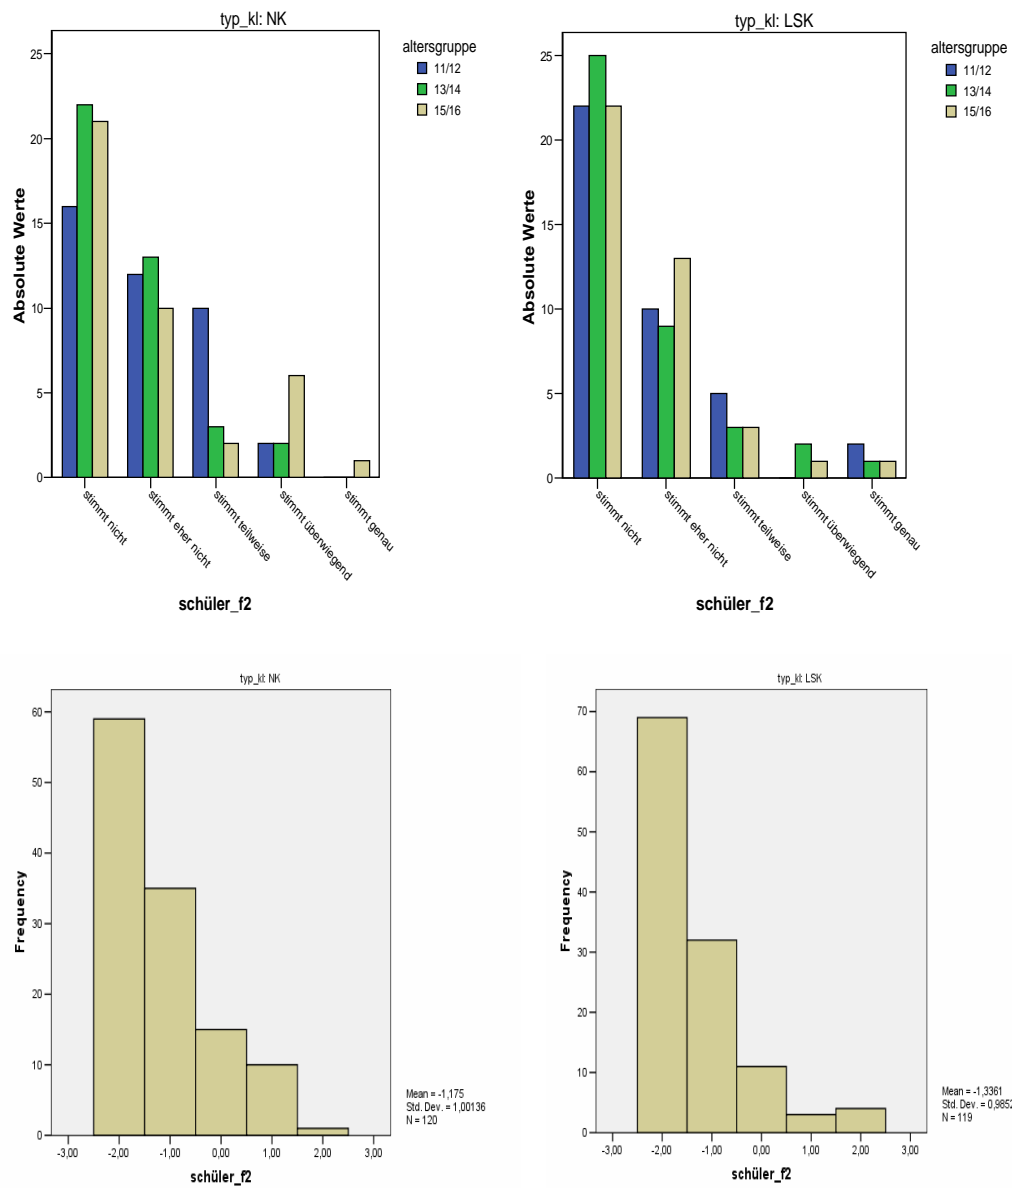 typ_kl: NK
altersgruppe
11/12
13/14
15/16
Absolute Werte
25
20
15
10
5
0
stimmt nicht
stimmt eher nicht
stimmt teilweise
stimmt überwiegend
stimmt genau
schüler_f2
typ_kl: LSK
altersgruppe
11/12
13/14
15/16
Absolute Werte
25
20
15
10
5
0
stimmt nicht
stimmt eher nicht
stimmt teilweise
stimmt überwiegend
stimmt genau
schüler_f2
typ_kl: NK
Frequency
60
50
40
30
20
10
0
-3,00 -2,00 -1,00 0,00 1,00 2,00 3,00
schüler_f2
Mean = -1,175
Std. Dev. = 1,00136
N = 120
typ_kl: LSK
Frequency
70
60
50
40
30
20
10
0
-3,00 -2,00 -1,00 0,00 1,00 2,00 3,00
schüler_f2
Mean = -1,3361
Std. Dev. = 0,9852
N = 119